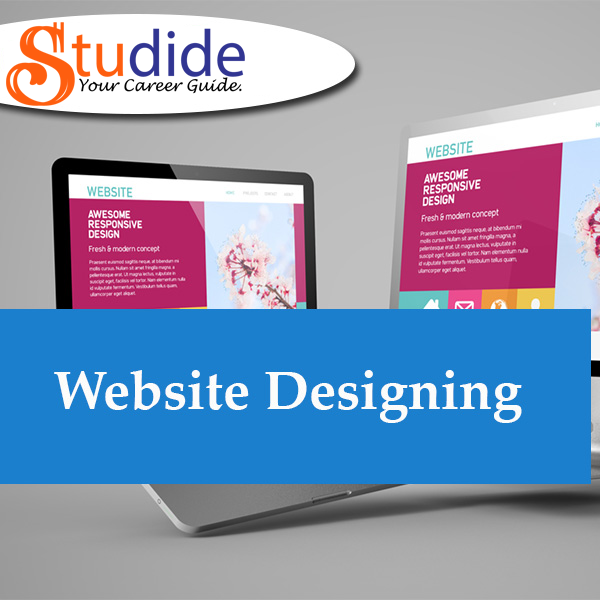 Studide
Your Career Guide.
WEBSITE
HOME
AWESOME
RESPONSIVE
DESIGN
Fresh & modern concept
Praesent euismod sagittis neque, at bibendum mi
mollis cursus. Nullam sit amet fringilla magna, a
pellentesque erat. Ut magna lectus, vulputate in
suscipit eget, facilisis vel tortor. Nam elementum nulla
id vulputate fermentum. Vestibulum tellus quam,
ullamcorper eget aliquet.
WEBSITE
AWESOME
RESPONSIVE
DESIGN
Fresh & modern concept
Praesent euismod sagittis neque, at bibendum mi
mollis cursus. Nullam sit amet fringilla magna, a
pellentesque erat. Ut magna lectus, vulputate in
suscipit eget, facilisis vel tortor. Nam elementum nulla
id vulputate fermentum. Vestibulum tellus quam,
ullamcorper eget aliquet.
Website Designing